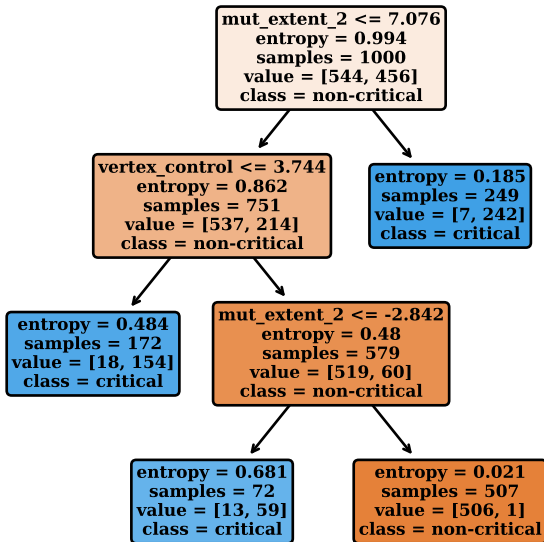 mut_extent_2 <= 7.076
entropy = 0.994
samples = 1000
value = [544, 456]
class = non-critical
vertex_control <= 3.744
entropy = 0.862
samples = 751
value = [537, 214]
class = non-critical
entropy = 0.185
samples = 249
value = [7, 242]
class = critical
entropy = 0.484
samples = 172
value = [18, 154]
class = critical
mut_extent_2 <= -2.842
entropy = 0.48
samples = 579
value = [519, 60]
class = non-critical
entropy = 0.681
samples = 72
value = [13, 59]
class = critical
entropy = 0.021
samples = 507
value = [506, 1]
class = non-critical